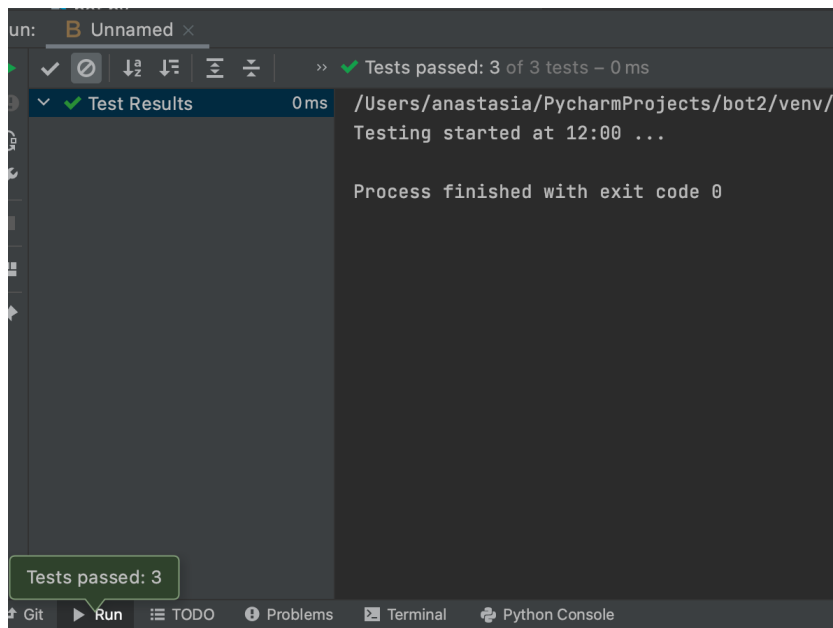 un:
B Unnamed
Tests passed: 3 of 3 tests – 0 ms
Test Results 0 ms
/Users/anastasia/PycharmProjects/bot2/venv/
Testing started at 12:00 ...
Process finished with exit code 0
Tests passed: 3
Git Run TODO Problems Terminal Python Console